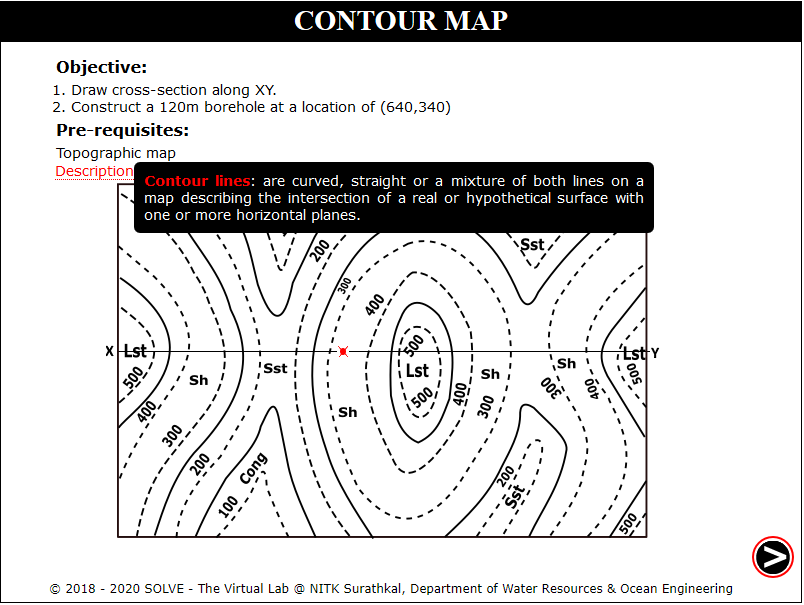 CONTOUR MAP
Objective:
1. Draw cross-section along XY.
2. Construct a 120m borehole at a location of (640,340)
Pre-requisites:
Topographic map
Description
Contour lines: are curved, straight or a mixture of both lines on a
map describing the intersection of a real or hypothetical surface with
one or more horizontal planes.
200
Sst
300
400
X
Lst
500
Lst
Y
500
Sh
Sst
Lst
Sh
Sh
500
400
300
400
500
400
300
Sh
300
200
Cong
100
200
Sst
500
>
© 2018 - 2020 SOLVE - The Virtual Lab @ NITK Surathkal, Department of Water Resources & Ocean Engineering